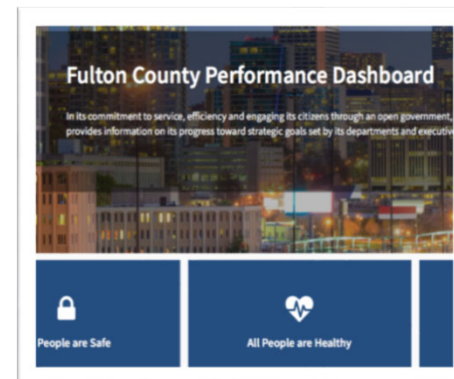 Fulton County Performance Dashboard
In its commitment to service, efficiency and engaging its citizens through an open government,
provides information on its progress toward strategic goals set by its departments and executive
People are Safe
All People are Healthy